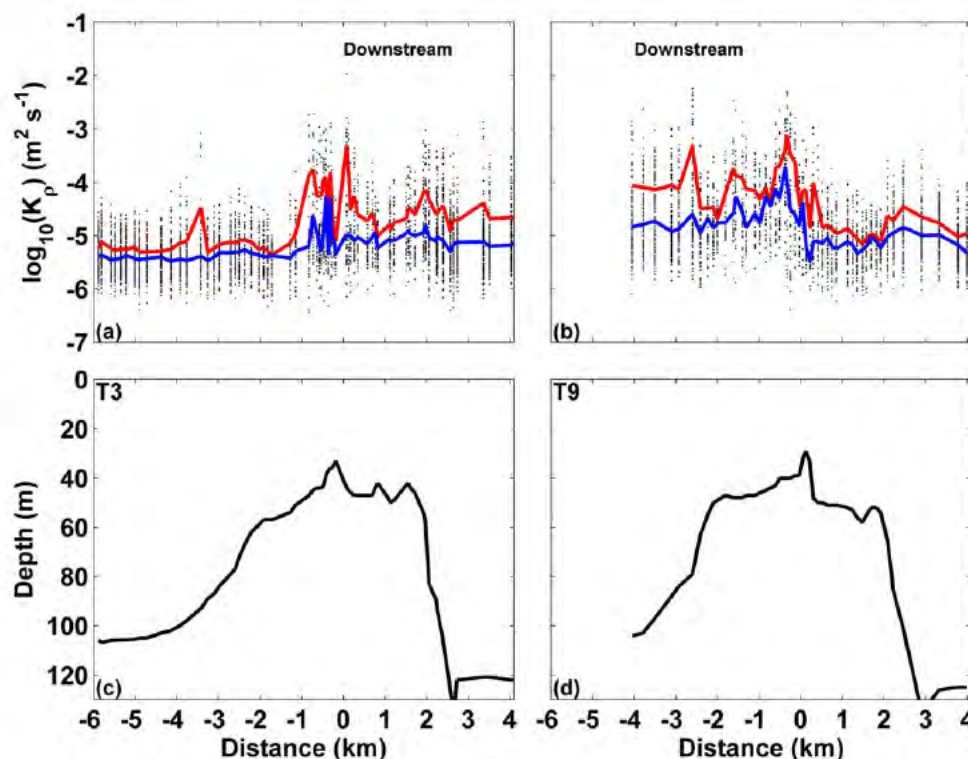 -1
-2
-3
-4
-5
-6
-7
log10(Kρ) (m² s⁻¹)
Downstream
(a)
Downstream
(b)
0
20
40
60
80
100
120
Depth (m)
T3
(c)
T9
(d)
-6 -5 -4 -3 -2 -1 0 1 2 3 4
-6 -5 -4 -3 -2 -1 0 1 2 3 4
Distance (km)
Distance (km)